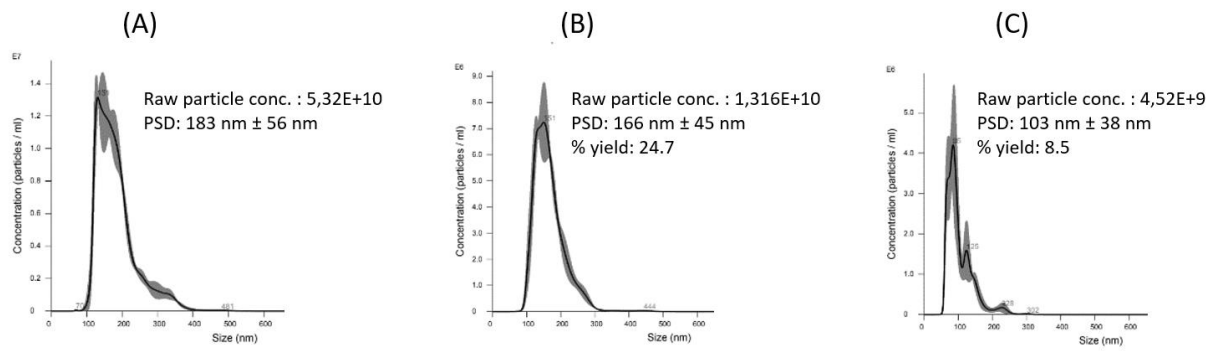 (A)
E7
Raw particle conc. : 5,32E+10
PSD: 183 nm ± 56 nm
1.4
1.2
1.0
0.8
0.6
0.4
0.2
0
70
481
0 100 200 300 400 500 600
Size (nm)
Concentration (particles / ml)
(B)
E6
Raw particle conc. : 1,316E+10
PSD: 166 nm ± 45 nm
% yield: 24.7
9.0
8.0
7.0
6.0
5.0
4.0
3.0
2.0
1.0
0
151
444
0 100 200 300 400 500 600
Size (nm)
Concentration (particles / ml)
(C)
E6
Raw particle conc. : 4,52E+9
PSD: 103 nm ± 38 nm
% yield: 8.5
5.0
4.0
3.0
2.0
1.0
0
125
228
302
0 100 200 300 400 500 600
Size (nm)
Concentration (particles / ml)